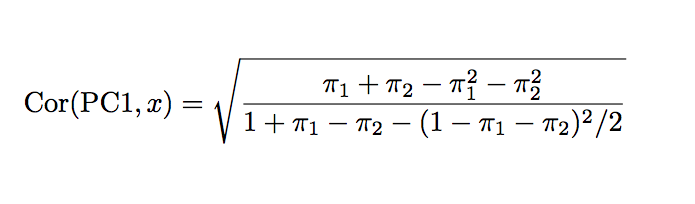 Cor(PC1, x) = √((π₁ + π₂ − π₁² − π₂²) / (1 + π₁ − π₂ − (1 − π₁ − π₂)²/2))